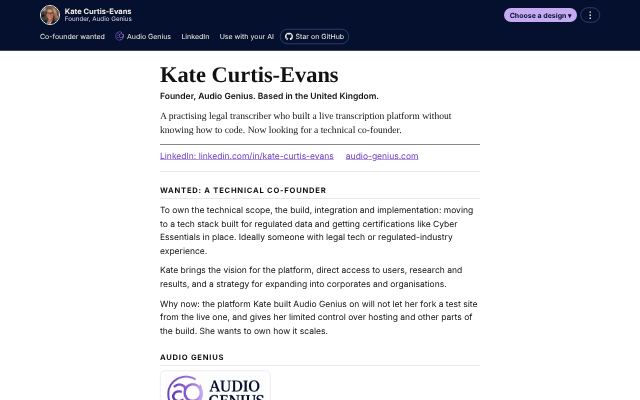 Kate Curtis-Evans
Founder, Audio Genius
Choose a design ▾
Co-founder wanted
Audio Genius
LinkedIn
Use with your AI
Star on GitHub
Kate Curtis-Evans
Founder, Audio Genius. Based in the United Kingdom.
A practising legal transcriber who built a live transcription platform without
knowing how to code. Now looking for a technical co-founder.
LinkedIn: linkedin.com/in/kate-curtis-evans audio-genius.com
WANTED: A TECHNICAL CO-FOUNDER
To own the technical scope, the build, integration and implementation: moving
to a tech stack built for regulated data and getting certifications like Cyber
Essentials in place. Ideally someone with legal tech or regulated-industry
experience.
Kate brings the vision for the platform, direct access to users, research and
results, and a strategy for expanding into corporates and organisations.
Why now: the platform Kate built Audio Genius on will not let her fork a test site
from the live one, and gives her limited control over hosting and other parts of
the build. She wants to own how it scales.
AUDIO GENIUS
AUDIO
GENIUS